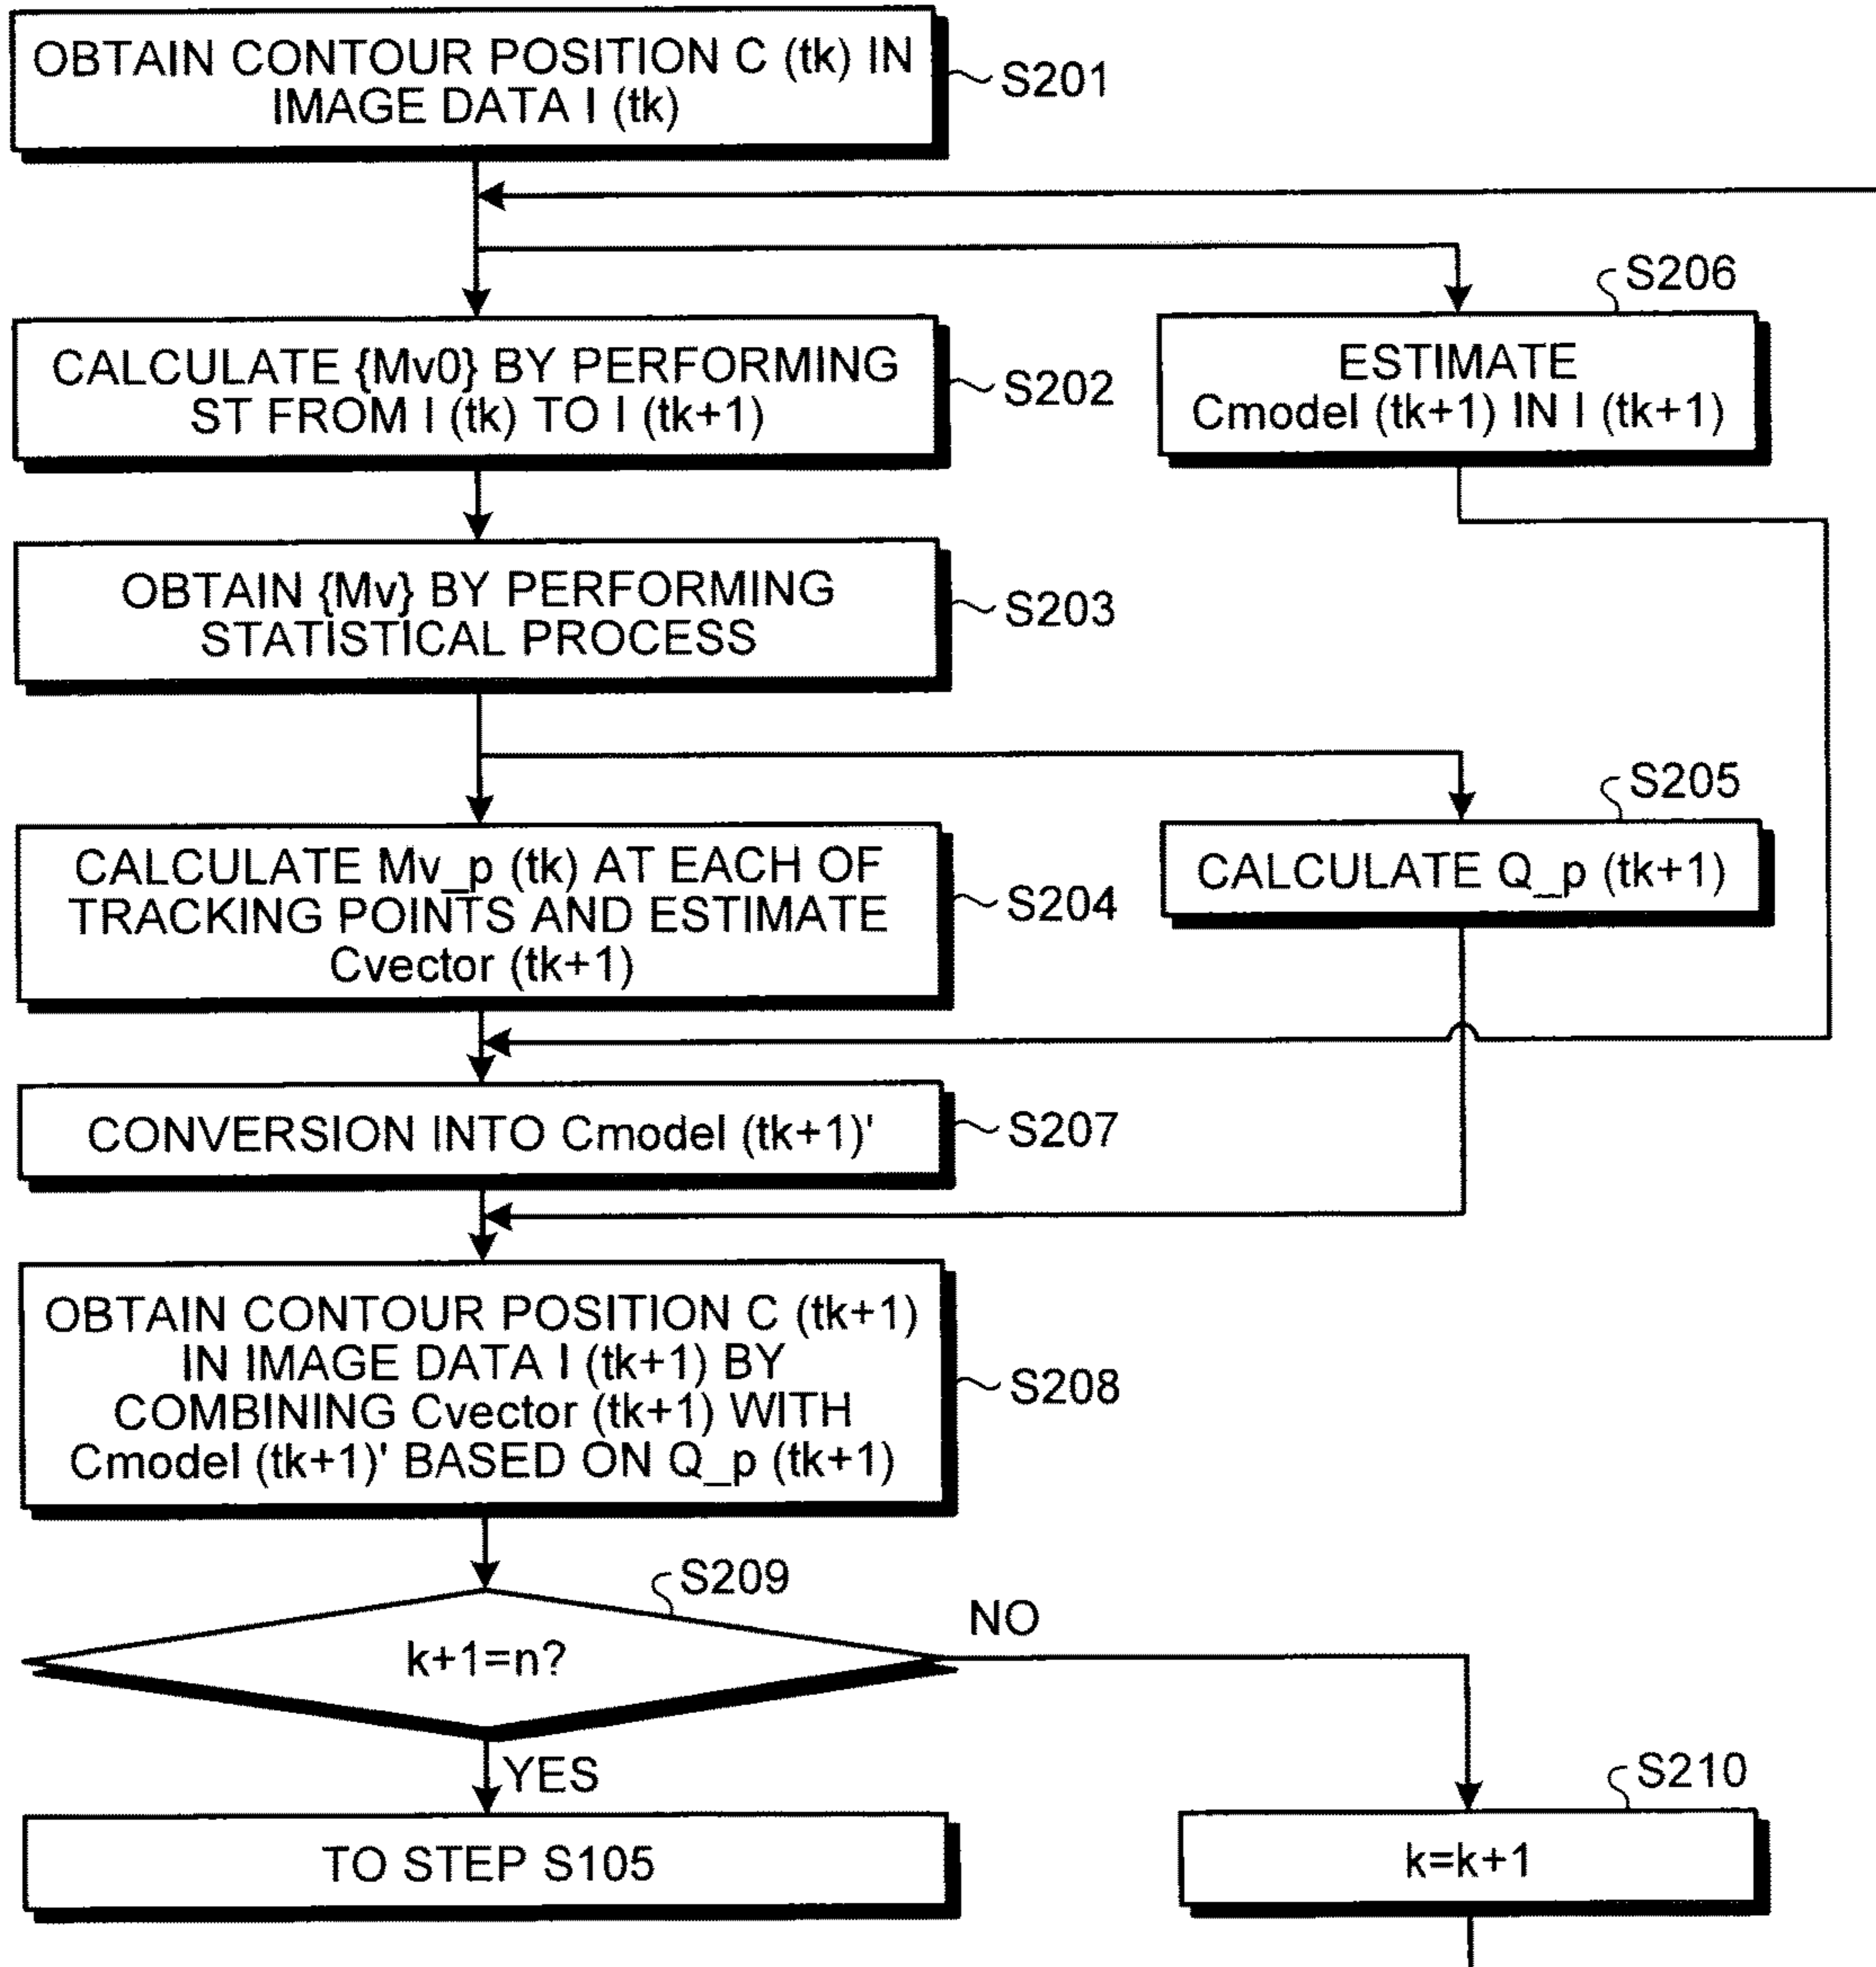 OBTAIN CONTOUR POSITION C (tk) IN
IMAGE DATA I (tk)
S201
S206
CALCULATE {Mv0} BY PERFORMING
ST FROM I (tk) TO I (tk+1)
S202
ESTIMATE
Cmodel (tk+1) IN I (tk+1)
OBTAIN {Mv} BY PERFORMING
STATISTICAL PROCESS
S203
S205
CALCULATE Mv_p (tk) AT EACH OF
TRACKING POINTS AND ESTIMATE
Cvector (tk+1)
S204
CALCULATE Q_p (tk+1)
CONVERSION INTO Cmodel (tk+1)'
S207
OBTAIN CONTOUR POSITION C (tk+1)
IN IMAGE DATA I (tk+1) BY
COMBINING Cvector (tk+1) WITH
Cmodel (tk+1)' BASED ON Q_p (tk+1)
S208
S209
k+1=n?
NO
YES
S210
TO STEP S105
k=k+1